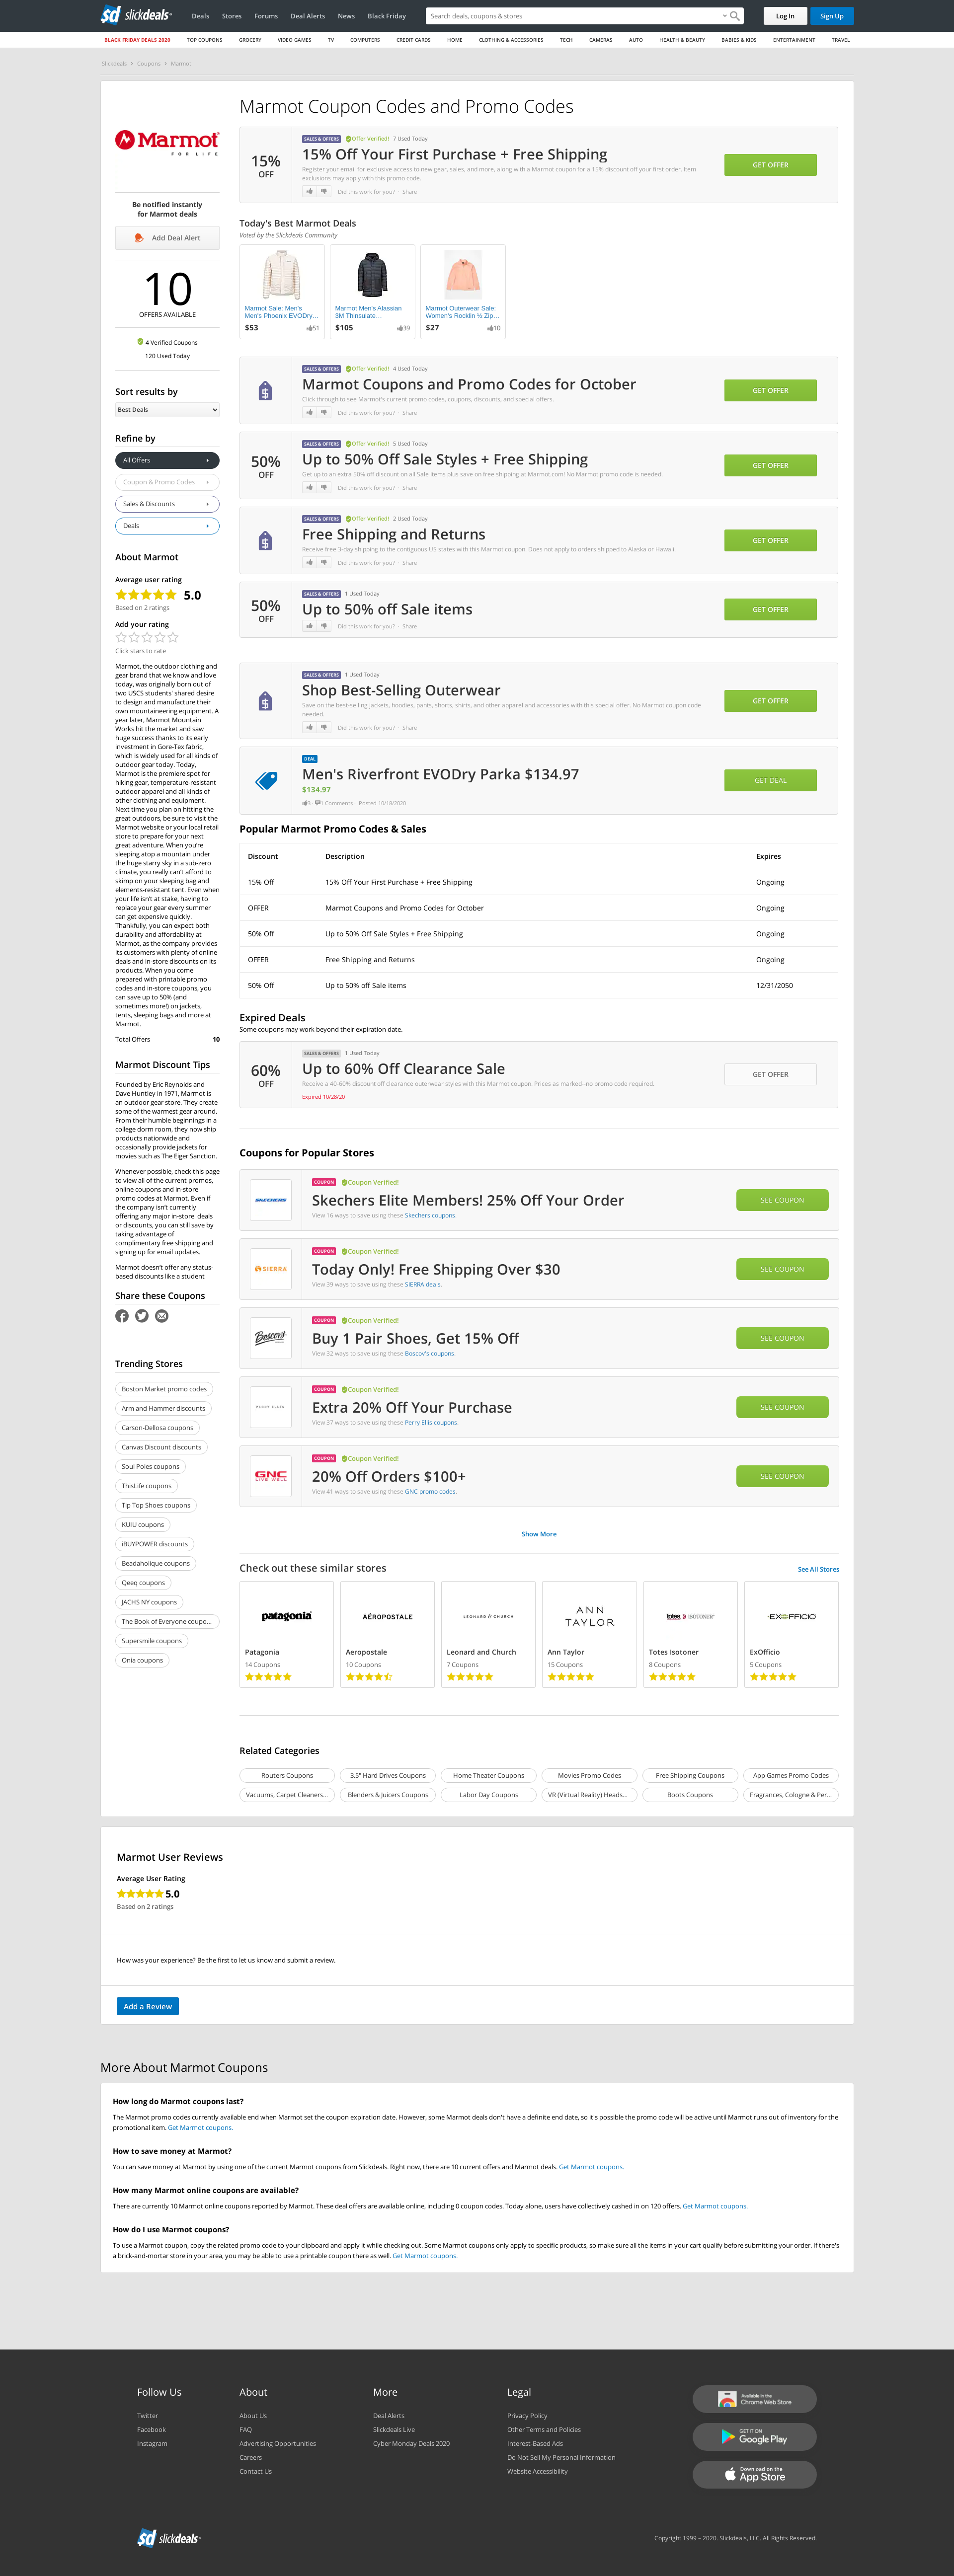 slickdeals
Deals Stores Forums Deal Alerts News Black Friday
Search deals, coupons & stores
Log In
Sign Up
BLACK FRIDAY DEALS 2020 TOP COUPONS GROCERY VIDEO GAMES TV COMPUTERS CREDIT CARDS HOME CLOTHING & ACCESSORIES TECH CAMERAS AUTO HEALTH & BEAUTY BABIES & KIDS ENTERTAINMENT TRAVEL
Slickdeals › Coupons › Marmot
Marmot
FOR LIFE
Be notified instantly
for Marmot deals
Add Deal Alert
10
OFFERS AVAILABLE
4 Verified Coupons
120 Used Today
Sort results by
Best Deals
Refine by
All Offers
Coupon & Promo Codes
Sales & Discounts
Deals
About Marmot
Average user rating
5.0
Based on 2 ratings
Add your rating
Click stars to rate
Marmot, the outdoor clothing and
gear brand that we know and love
today, was originally born out of
two USCS students' shared desire
to design and manufacture their
own mountaineering equipment. A
year later, Marmot Mountain
Works hit the market and saw
huge success thanks to its early
investment in Gore-Tex fabric,
which is widely used for all kinds of
outdoor gear today. Today,
Marmot is the premiere spot for
hiking gear, temperature-resistant
outdoor apparel and all kinds of
other clothing and equipment.
Next time you plan on hitting the
great outdoors, be sure to visit the
Marmot website or your local retail
store to prepare for your next
great adventure. When you're
sleeping atop a mountain under
the huge starry sky in a sub-zero
climate, you really can't afford to
skimp on your sleeping bag and
elements-resistant tent. Even when
your life isn't at stake, having to
replace your gear every summer
can get expensive quickly.
Thankfully, you can expect both
durability and affordability at
Marmot, as the company provides
its customers with plenty of online
deals and in-store discounts on its
products. When you come
prepared with printable promo
codes and in-store coupons, you
can save up to 50% (and
sometimes more!) on jackets,
tents, sleeping bags and more at
Marmot.
Total Offers 10
Marmot Discount Tips
Founded by Eric Reynolds and
Dave Huntley in 1971, Marmot is
an outdoor gear store. They create
some of the warmest gear around.
From their humble beginnings in a
college dorm room, they now ship
products nationwide and
occasionally provide jackets for
movies such as The Eiger Sanction.
Whenever possible, check this page
to view all of the current promos,
online coupons and in-store
promo codes at Marmot. Even if
the company isn't currently
offering any major in-store deals
or discounts, you can still save by
taking advantage of
complimentary free shipping and
signing up for email updates.
Marmot doesn't offer any status-
based discounts like a student
Share these Coupons
Trending Stores
Boston Market promo codes
Arm and Hammer discounts
Carson-Dellosa coupons
Canvas Discount discounts
Soul Poles coupons
ThisLife coupons
Tip Top Shoes coupons
KUIU coupons
iBUYPOWER discounts
Beadaholique coupons
Qeeq coupons
JACHS NY coupons
The Book of Everyone coupo...
Supersmile coupons
Onia coupons
Marmot Coupon Codes and Promo Codes
15%
OFF
SALES & OFFERS Offer Verified! 7 Used Today
15% Off Your First Purchase + Free Shipping
Register your email for exclusive access to new gear, sales, and more, along with a Marmot coupon for a 15% discount off your first order. Item
exclusions may apply with this promo code.
Did this work for you? · Share
GET OFFER
Today's Best Marmot Deals
Voted by the Slickdeals Community
Marmot Sale: Men's
Men's Phoenix EVODry...
$53 51
Marmot Men's Alassian
3M Thinsulate...
$105 39
Marmot Outerwear Sale:
Women's Rocklin ½ Zip...
$27 10
SALES & OFFERS Offer Verified! 4 Used Today
Marmot Coupons and Promo Codes for October
Click through to see Marmot's current promo codes, coupons, discounts, and special offers.
Did this work for you? · Share
GET OFFER
50%
OFF
SALES & OFFERS Offer Verified! 5 Used Today
Up to 50% Off Sale Styles + Free Shipping
Get up to an extra 50% off discount on all Sale Items plus save on free shipping at Marmot.com! No Marmot promo code is needed.
Did this work for you? · Share
GET OFFER
SALES & OFFERS Offer Verified! 2 Used Today
Free Shipping and Returns
Receive free 3-day shipping to the contiguous US states with this Marmot coupon. Does not apply to orders shipped to Alaska or Hawaii.
Did this work for you? · Share
GET OFFER
50%
OFF
SALES & OFFERS 1 Used Today
Up to 50% off Sale items
Did this work for you? · Share
GET OFFER
SALES & OFFERS 1 Used Today
Shop Best-Selling Outerwear
Save on the best-selling jackets, hoodies, pants, shorts, shirts, and other apparel and accessories with this special offer. No Marmot coupon code
needed.
Did this work for you? · Share
GET OFFER
DEAL
Men's Riverfront EVODry Parka $134.97
$134.97
3 · 1 Comments · Posted 10/18/2020
GET DEAL
Popular Marmot Promo Codes & Sales
Discount Description Expires
15% Off 15% Off Your First Purchase + Free Shipping Ongoing
OFFER Marmot Coupons and Promo Codes for October Ongoing
50% Off Up to 50% Off Sale Styles + Free Shipping Ongoing
OFFER Free Shipping and Returns Ongoing
50% Off Up to 50% off Sale items 12/31/2050
Expired Deals
Some coupons may work beyond their expiration date.
60%
OFF
SALES & OFFERS 1 Used Today
Up to 60% Off Clearance Sale
Receive a 40-60% discount off clearance outerwear styles with this Marmot coupon. Prices as marked--no promo code required.
Expired 10/28/20
GET OFFER
Coupons for Popular Stores
SKECHERS
COUPON Coupon Verified!
Skechers Elite Members! 25% Off Your Order
View 16 ways to save using these Skechers coupons.
SEE COUPON
SIERRA
COUPON Coupon Verified!
Today Only! Free Shipping Over $30
View 39 ways to save using these SIERRA deals.
SEE COUPON
Boscov's
COUPON Coupon Verified!
Buy 1 Pair Shoes, Get 15% Off
View 32 ways to save using these Boscov's coupons.
SEE COUPON
PERRY ELLIS
COUPON Coupon Verified!
Extra 20% Off Your Purchase
View 37 ways to save using these Perry Ellis coupons.
SEE COUPON
GNC
LIVE WELL
COUPON Coupon Verified!
20% Off Orders $100+
View 41 ways to save using these GNC promo codes.
SEE COUPON
Show More
Check out these similar stores
See All Stores
patagonia AÉROPOSTALE LEONARD & CHURCH ANN TAYLOR totes ISOTONER EXOFFICIO
Patagonia Aeropostale Leonard and Church Ann Taylor Totes Isotoner ExOfficio
14 Coupons 10 Coupons 7 Coupons 15 Coupons 8 Coupons 5 Coupons
Related Categories
Routers Coupons 3.5" Hard Drives Coupons Home Theater Coupons Movies Promo Codes Free Shipping Coupons App Games Promo Codes
Vacuums, Carpet Cleaners... Blenders & Juicers Coupons Labor Day Coupons VR (Virtual Reality) Heads... Boots Coupons Fragrances, Cologne & Per...
Marmot User Reviews
Average User Rating
5.0
Based on 2 ratings
How was your experience? Be the first to let us know and submit a review.
Add a Review
More About Marmot Coupons
How long do Marmot coupons last?
The Marmot promo codes currently available end when Marmot set the coupon expiration date. However, some Marmot deals don't have a definite end date, so it's possible the promo code will be active until Marmot runs out of inventory for the
promotional item. Get Marmot coupons.
How to save money at Marmot?
You can save money at Marmot by using one of the current Marmot coupons from Slickdeals. Right now, there are 10 current offers and Marmot deals. Get Marmot coupons.
How many Marmot online coupons are available?
There are currently 10 Marmot online coupons reported by Marmot. These deal offers are available online, including 0 coupon codes. Today alone, users have collectively cashed in on 120 offers. Get Marmot coupons.
How do I use Marmot coupons?
To use a Marmot coupon, copy the related promo code to your clipboard and apply it while checking out. Some Marmot coupons only apply to specific products, so make sure all the items in your cart qualify before submitting your order. If there's
a brick-and-mortar store in your area, you may be able to use a printable coupon there as well. Get Marmot coupons.
Follow Us
Twitter
Facebook
Instagram
About
About Us
FAQ
Advertising Opportunities
Careers
Contact Us
More
Deal Alerts
Slickdeals Live
Cyber Monday Deals 2020
Legal
Privacy Policy
Other Terms and Policies
Interest-Based Ads
Do Not Sell My Personal Information
Website Accessibility
Available in the
Chrome Web Store
GET IT ON
Google Play
Download on the
App Store
slickdeals
Copyright 1999 – 2020. Slickdeals, LLC. All Rights Reserved.